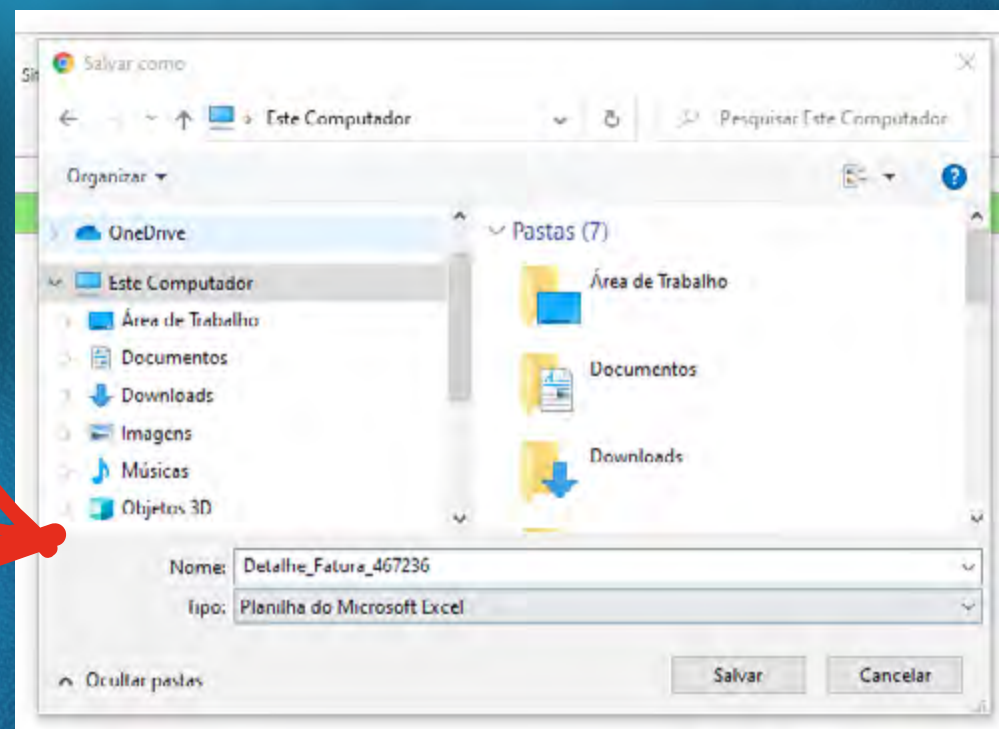 Salvar como
Este Computador
Pesquisar Este Computador
Organizar
OneDrive
Este Computador
Área de Trabalho
Documentos
Downloads
Imagens
Músicas
Objetos 3D
Pastas (7)
Área de Trabalho
Documentos
Downloads
Nome: Detalhe_Fatura_467236
Tipo: Planilha do Microsoft Excel
Ocultar pastas
Salvar
Cancelar